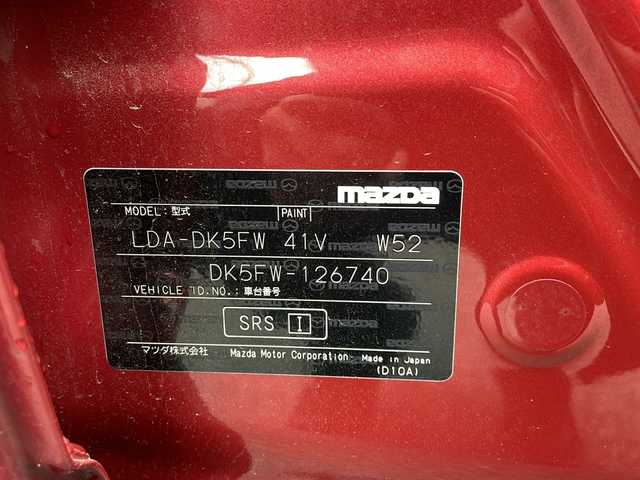 mazda
MODEL:型式 PAINT
LDA-DK5FW 41V W52
DK5FW-126740
VEHICLE ID.NO.:車台番号
SRS I
マツダ株式会社 Mazda Motor Corporation Made in Japan
(D10A)